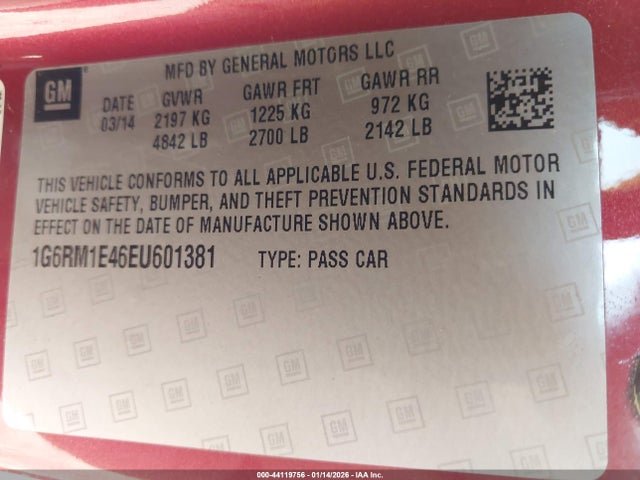 MFD BY GENERAL MOTORS LLC
GM
DATE GVWR GAWR FRT GAWR RR
03/14 2197 KG 1225 KG 972 KG
4842 LB 2700 LB 2142 LB
THIS VEHICLE CONFORMS TO ALL APPLICABLE U.S. FEDERAL MOTOR
VEHICLE SAFETY, BUMPER, AND THEFT PREVENTION STANDARDS IN
EFFECT ON THE DATE OF MANUFACTURE SHOWN ABOVE.
1G6RM1E46EU601381 TYPE: PASS CAR
000-44119756 - 01/14/2026 - IAA Inc.